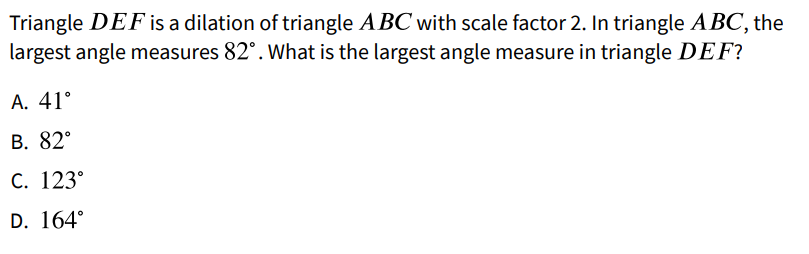 Triangle DEF is a dilation of triangle ABC with scale factor 2. In triangle ABC, the
largest angle measures 82°. What is the largest angle measure in triangle DEF?
A. 41°
B. 82°
C. 123°
D. 164°